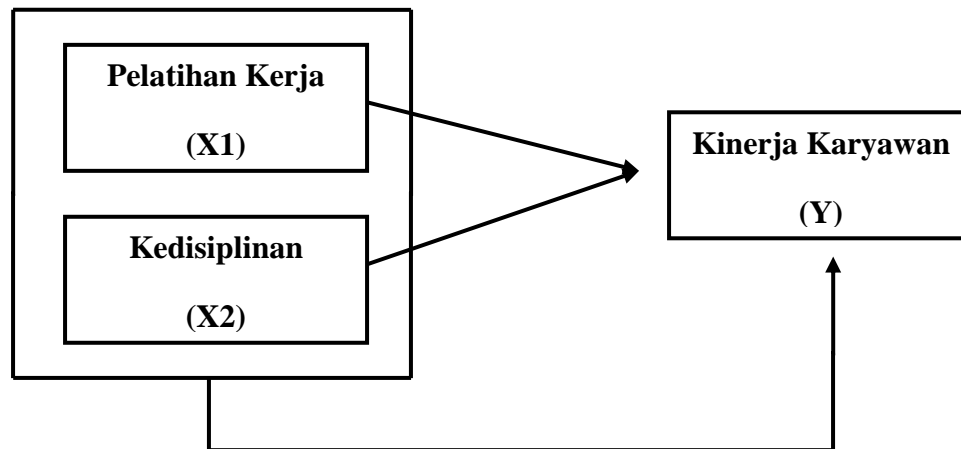 Pelatihan Kerja
(X1)
Kedisiplinan
(X2)
Kinerja Karyawan
(Y)